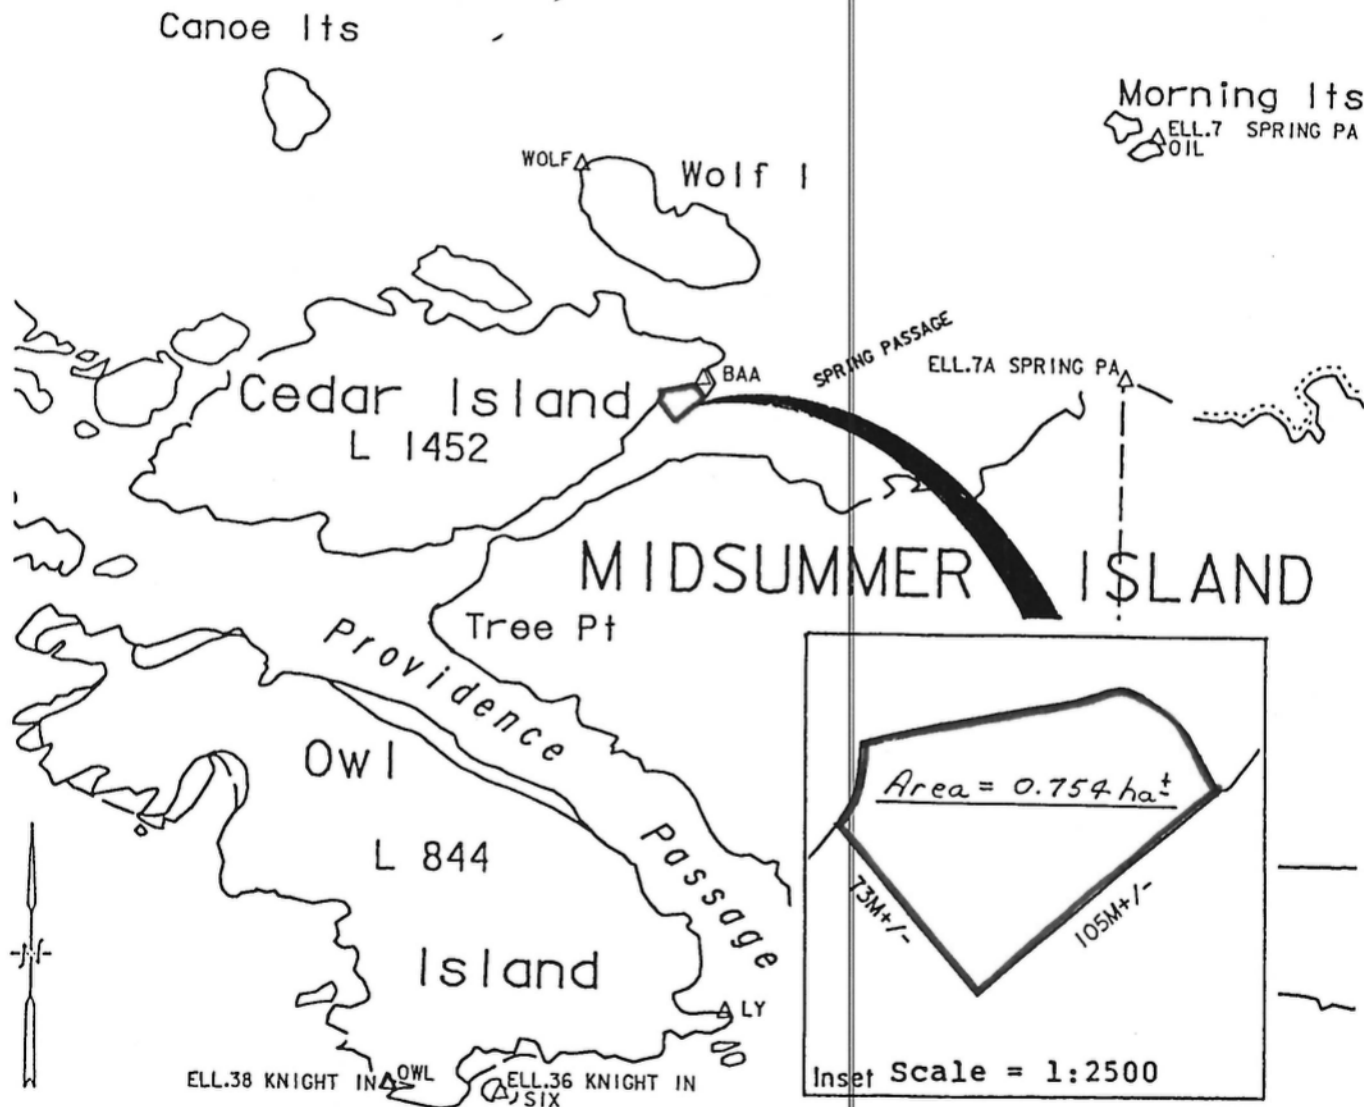 Canoe Its
Morning Its
ELL.7 SPRING PA
OIL
WOLF
Wolf I
SPRING PASSAGE
ELL.7A SPRING PA
BAA
Cedar Island
L 1452
MIDSUMMER ISLAND
Tree Pt
Providence Passage
Owl
L 844
Island
Area = 0.754 ha±
73M+/-
105M+/-
N
LY
Inset Scale = 1:2500
ELL.38 KNIGHT IN
OWL
ELL.36 KNIGHT IN
SIX